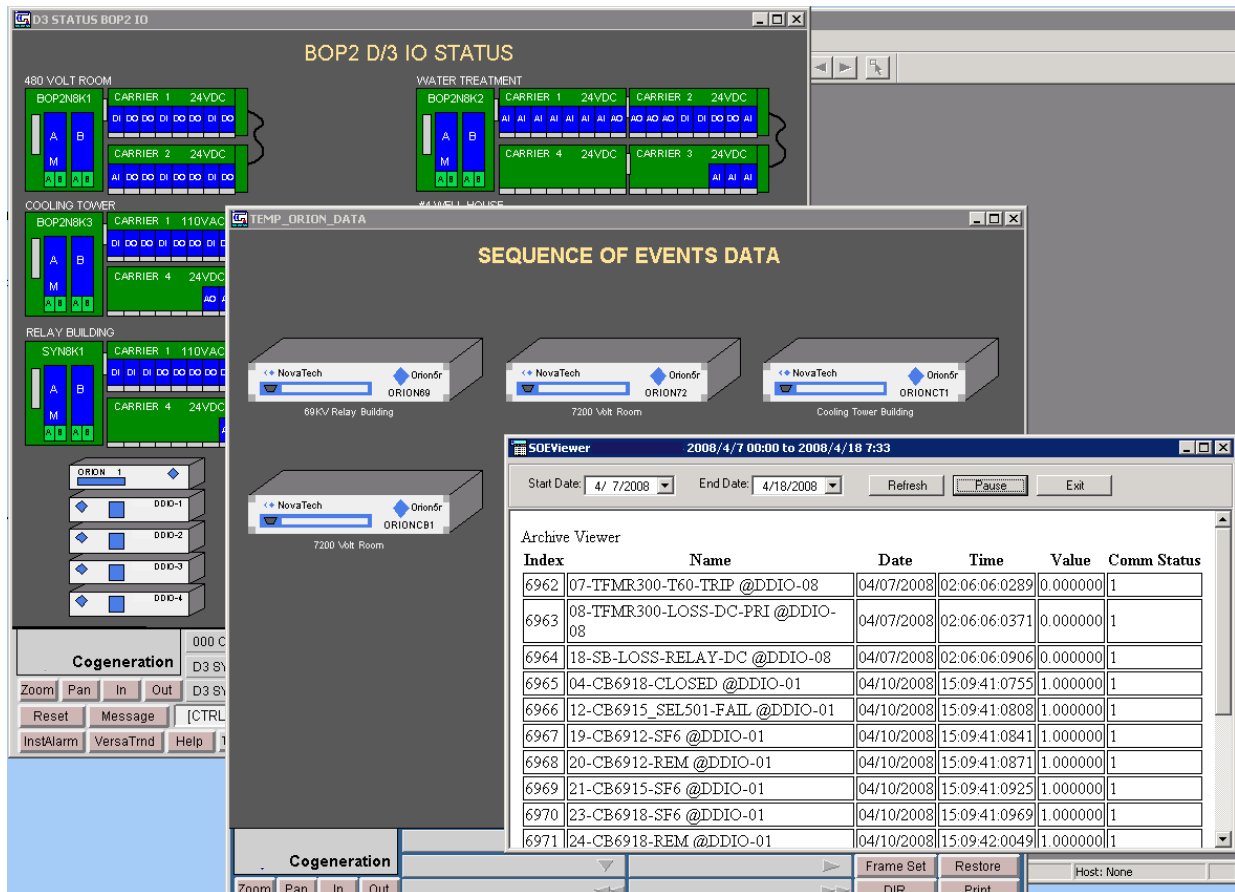 D3 STATUS BOP2 IO
BOP2 D/3 IO STATUS
480 VOLT ROOM
BOP2N8K1
CARRIER 1 24VDC
DI DO DO DI DO DO DI DO
A B
M
A B A B
CARRIER 2 24VDC
AI DO DO DO DO DO DI DO
WATER TREATMENT
BOP2N8K2
CARRIER 1 24VDC
AI AI AI AI AI AI AI AO
CARRIER 2 24VDC
AO AO AO DI DI DO DO AI
A B
M
A B A B
CARRIER 4 24VDC
CARRIER 3 24VDC
AI AI AI
COOLING TOWER
BOP2N8K3
CARRIER 1 110VAC
DI DO DO DI DO DO DI
A B
M
A B A B
CARRIER 4 24VDC
AO
#4 WELL HOUSE
RELAY BUILDING
SYN8K1
CARRIER 1 110VAC
DI DI DI DO DO DO DO
A B
M
A B A B
CARRIER 4 24VDC
ORION 1
DDIO-1
DDIO-2
DDIO-3
DDIO-4
Cogeneration
000
D3 SY
D3 SY
Zoom Pan In Out
Reset Message [CTRL
InstAlarm VersaTrnd Help
TEMP_ORION_DATA
SEQUENCE OF EVENTS DATA
NovaTech Orion5r
ORION69
69KV Relay Building
NovaTech Orion5r
ORION72
7200 Volt Room
NovaTech Orion5r
ORIONCT1
Cooling Tower Building
NovaTech Orion5r
ORIONCB1
7200 Volt Room
SOEViewer 2008/4/7 00:00 to 2008/4/18 7:33
Start Date: 4/ 7/2008 End Date: 4/18/2008 Refresh Pause Exit
Archive Viewer
Index Name Date Time Value Comm Status
6962 07-TFMR300-T60-TRIP @DDIO-08 04/07/2008 02:06:06:0289 0.000000 1
6963 08-TFMR300-LOSS-DC-PRI @DDIO-
08 04/07/2008 02:06:06:0371 0.000000 1
6964 18-SB-LOSS-RELAY-DC @DDIO-08 04/07/2008 02:06:06:0906 0.000000 1
6965 04-CB6918-CLOSED @DDIO-01 04/10/2008 15:09:41:0755 1.000000 1
6966 12-CB6915_SEL501-FAIL @DDIO-01 04/10/2008 15:09:41:0808 1.000000 1
6967 19-CB6912-SF6 @DDIO-01 04/10/2008 15:09:41:0841 1.000000 1
6968 20-CB6912-REM @DDIO-01 04/10/2008 15:09:41:0871 1.000000 1
6969 21-CB6915-SF6 @DDIO-01 04/10/2008 15:09:41:0925 1.000000 1
6970 23-CB6918-SF6 @DDIO-01 04/10/2008 15:09:41:0969 1.000000 1
6971 24-CB6918-REM @DDIO-01 04/10/2008 15:09:42:0049 1.000000 1
Cogeneration
Zoom Pan In Out
Frame Set Restore
DIR Print
Host: None